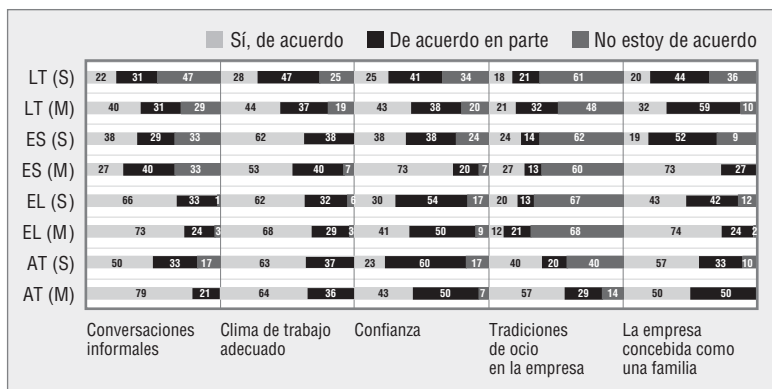 Sí, de acuerdo De acuerdo en parte No estoy de acuerdo
LT (S) 22 31 47 28 47 25 25 41 34 18 21 61 20 44 36
LT (M) 40 31 29 44 37 19 43 38 20 21 32 48 32 59 10
ES (S) 38 29 33 62 38 38 38 24 24 14 62 19 52 9
ES (M) 27 40 33 53 40 7 73 20 7 27 13 60 73 27
EL (S) 66 33 1 62 32 6 30 54 17 20 13 67 43 42 12
EL (M) 73 24 3 68 29 3 41 50 9 12 21 68 74 24 2
AT (S) 50 33 17 63 37 23 60 17 40 20 40 57 33 10
AT (M) 79 21 64 36 43 50 7 57 29 14 50 50
Conversaciones informales
Clima de trabajo adecuado
Confianza
Tradiciones de ocio en la empresa
La empresa concebida como una familia